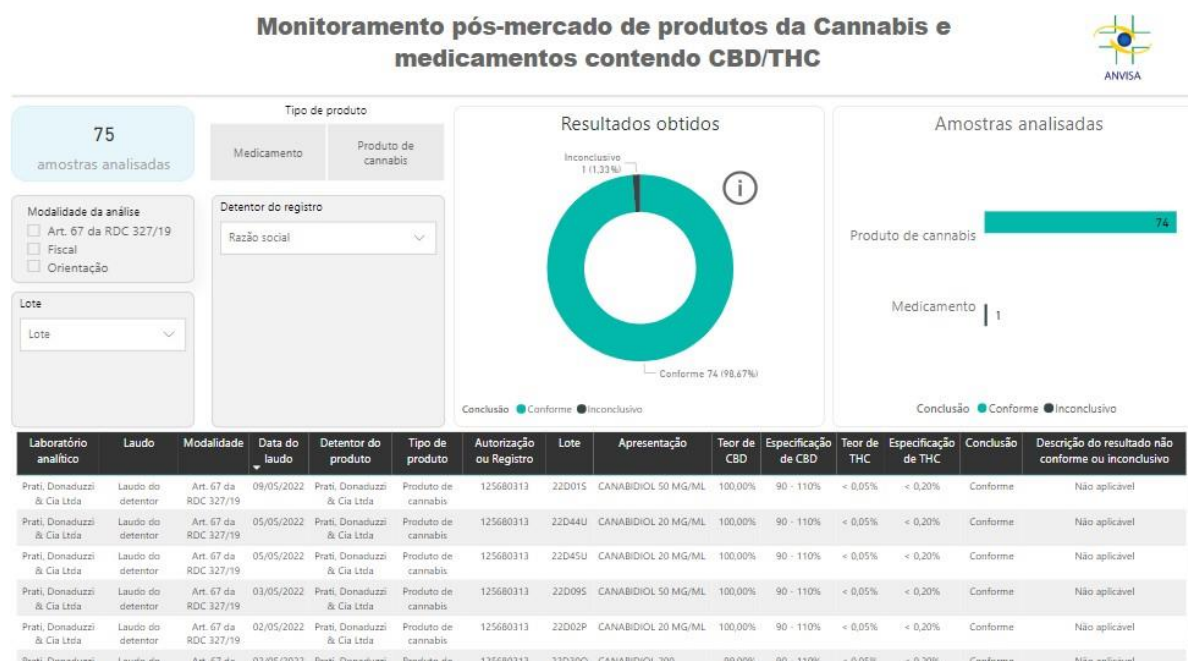 Monitoramento pós-mercado de produtos da Cannabis e
medicamentos contendo CBD/THC
ANVISA
75
amostras analisadas
Tipo de produto
Medicamento
Produto de
cannabis
Modalidade da análise
Art. 67 da RDC 327/19
Fiscal
Orientação
Detentor do registro
Razão social
Lote
Lote
Resultados obtidos
Inconclusivo
1 (1,33%)
i
Conforme 74 (98,67%)
Conclusão Conforme Inconclusivo
Amostras analisadas
Produto de cannabis
74
Medicamento
1
Conclusão Conforme Inconclusivo
Laboratório analítico Laudo Modalidade Data do laudo Detentor do produto Tipo de produto Autorização ou Registro Lote Apresentação Teor de CBD Especificação de CBD Teor de THC Especificação de THC Conclusão Descrição do resultado não conforme ou inconclusivo
Prati, Donaduzzi & Cia Ltda Laudo do detentor Art. 67 da RDC 327/19 09/05/2022 Prati, Donaduzzi & Cia Ltda Produto de cannabis 125680313 22D01S CANABIDIOL 50 MG/ML 100,00% 90 - 110% < 0,05% < 0,20% Conforme Não aplicável
Prati, Donaduzzi & Cia Ltda Laudo do detentor Art. 67 da RDC 327/19 05/05/2022 Prati, Donaduzzi & Cia Ltda Produto de cannabis 125680313 22D44U CANABIDIOL 20 MG/ML 100,00% 90 - 110% < 0,05% < 0,20% Conforme Não aplicável
Prati, Donaduzzi & Cia Ltda Laudo do detentor Art. 67 da RDC 327/19 05/05/2022 Prati, Donaduzzi & Cia Ltda Produto de cannabis 125680313 22D45U CANABIDIOL 20 MG/ML 100,00% 90 - 110% < 0,05% < 0,20% Conforme Não aplicável
Prati, Donaduzzi & Cia Ltda Laudo do detentor Art. 67 da RDC 327/19 03/05/2022 Prati, Donaduzzi & Cia Ltda Produto de cannabis 125680313 22D09S CANABIDIOL 50 MG/ML 100,00% 90 - 110% < 0,05% < 0,20% Conforme Não aplicável
Prati, Donaduzzi & Cia Ltda Laudo do detentor Art. 67 da RDC 327/19 02/05/2022 Prati, Donaduzzi & Cia Ltda Produto de cannabis 125680313 22D02P CANABIDIOL 20 MG/ML 100,00% 90 - 110% < 0,05% < 0,20% Conforme Não aplicável